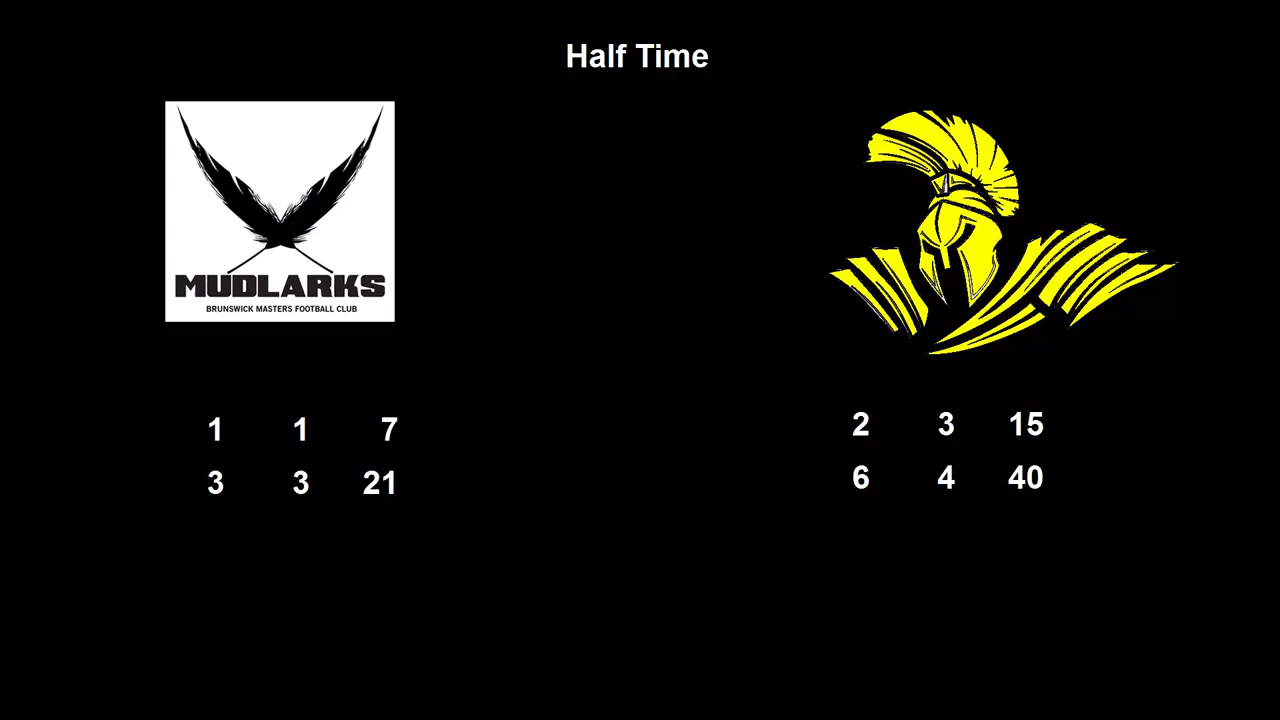 Half Time
MUDLARKS
BRUNSWICK MASTERS FOOTBALL CLUB
1 1 7
3 3 21
2 3 15
6 4 40